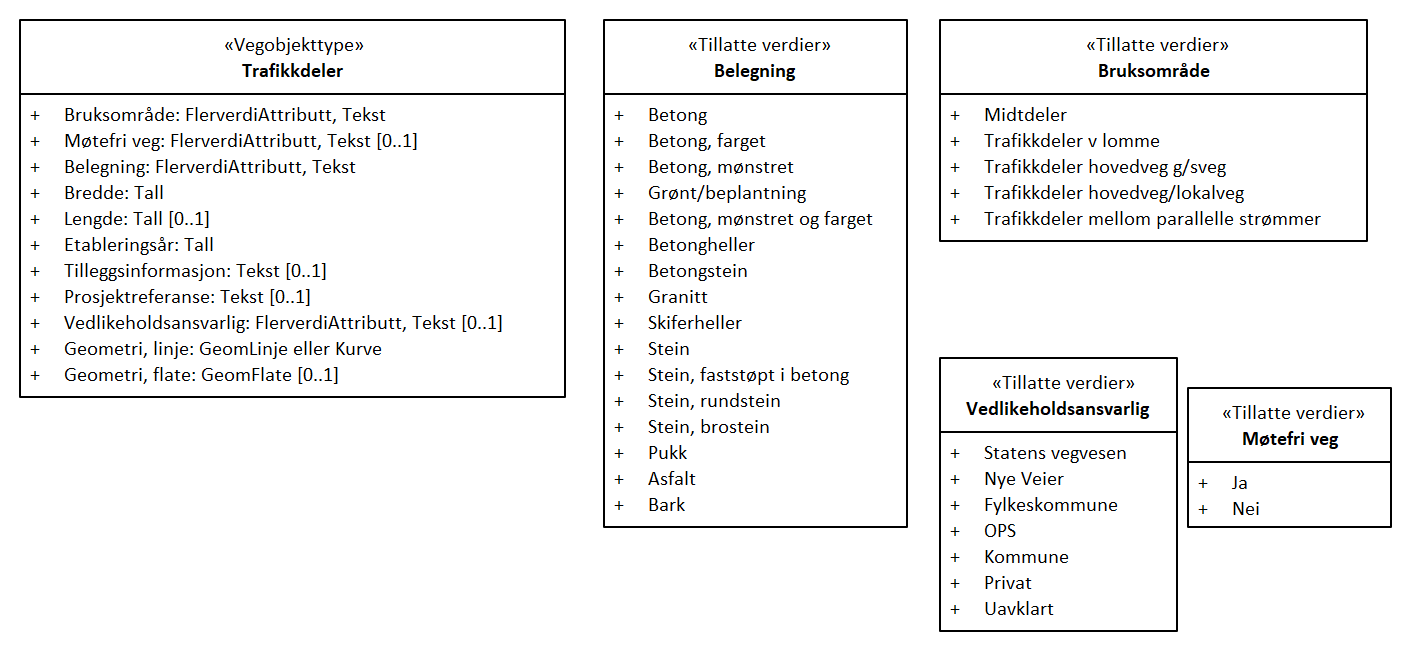 «Vegobjekttype»
Trafikkdeler
+ Bruksområde: FlerverdiAttributt, Tekst
+ Møtefri veg: FlerverdiAttributt, Tekst [0..1]
+ Belegning: FlerverdiAttributt, Tekst
+ Bredde: Tall
+ Lengde: Tall [0..1]
+ Etableringsår: Tall
+ Tilleggsinformasjon: Tekst [0..1]
+ Prosjektreferanse: Tekst [0..1]
+ Vedlikeholdsansvarlig: FlerverdiAttributt, Tekst [0..1]
+ Geometri, linje: GeomLinje eller Kurve
+ Geometri, flate: GeomFlate [0..1]
«Tillatte verdier»
Belegning
+ Betong
+ Betong, farget
+ Betong, mønstret
+ Grønt/beplantning
+ Betong, mønstret og farget
+ Betongheller
+ Betongstein
+ Granitt
+ Skiferheller
+ Stein
+ Stein, faststøpt i betong
+ Stein, rundstein
+ Stein, brostein
+ Pukk
+ Asfalt
+ Bark
«Tillatte verdier»
Bruksområde
+ Midtdeler
+ Trafikkdeler v lomme
+ Trafikkdeler hovedveg g/sveg
+ Trafikkdeler hovedveg/lokalveg
+ Trafikkdeler mellom parallelle strømmer
«Tillatte verdier»
Vedlikeholdsansvarlig
+ Statens vegvesen
+ Nye Veier
+ Fylkeskommune
+ OPS
+ Kommune
+ Privat
+ Uavklart
«Tillatte verdier»
Møtefri veg
+ Ja
+ Nei